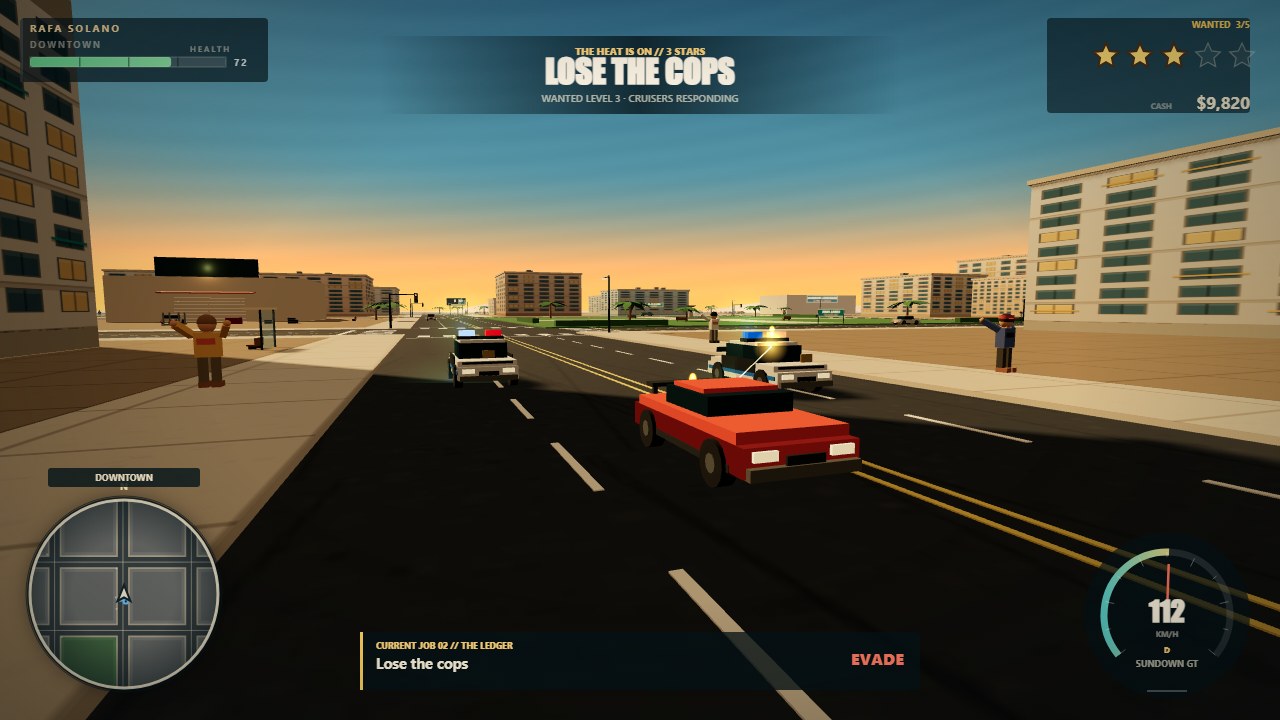 RAFA SOLANO
DOWNTOWN
HEALTH
72
THE HEAT IS ON // 3 STARS
LOSE THE COPS
WANTED LEVEL 3 · CRUISERS RESPONDING
WANTED 3/5
CASH $9,820
DOWNTOWN
N
CURRENT JOB 02 // THE LEDGER
Lose the cops
EVADE
112
KM/H
D
SUNDOWN GT